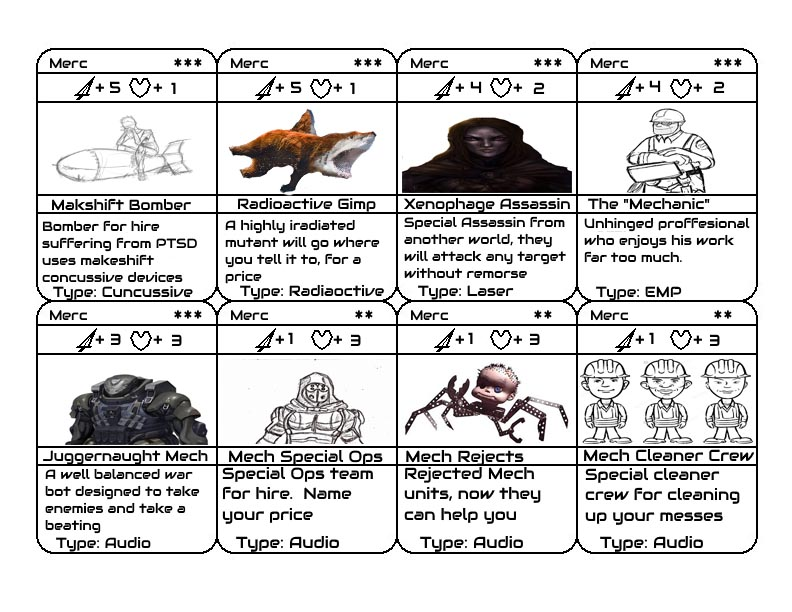 Merc ***
+ 5 + 1
Makshift Bomber
Bomber for hire
suffering from PTSD
uses makeshift
concussive devices
Type: Cuncussive
Merc ***
+ 5 + 1
Radioactive Gimp
A highly iradiated
mutant will go where
you tell it to, for a
price
Type: Radiaoctive
Merc ***
+ 4 + 2
Xenophage Assassin
Special Assassin from
another world, they
will attack any target
without remorse
Type: Laser
Merc ***
+ 4 + 2
The "Mechanic"
Unhinged proffesional
who enjoys his work
far too much.
Type: EMP
Merc ***
+ 3 + 3
Juggernaught Mech
A well balanced war
bot designed to take
enemies and take a
beating
Type: Audio
Merc **
+1 + 3
Mech Special Ops
Special Ops team
for hire. Name
your price
Type: Audio
Merc **
+1 + 3
Mech Rejects
Rejected Mech
units, now they
can help you
Type: Audio
Merc **
+1 + 3
Mech Cleaner Crew
Special cleaner
crew for cleaning
up your messes
Type: Audio